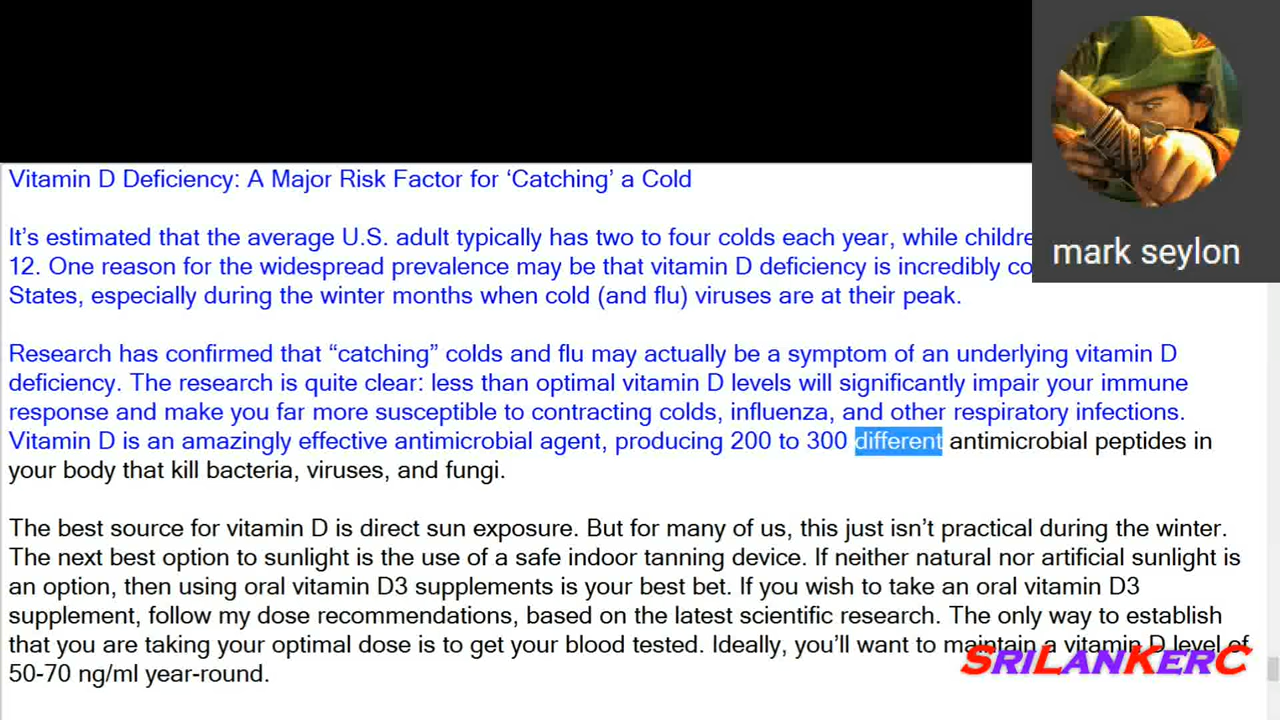 Vitamin D Deficiency: A Major Risk Factor for ‘Catching’ a Cold
It’s estimated that the average U.S. adult typically has two to four colds each year, while
12. One reason for the widespread prevalence may be that vitamin D deficiency is incredibly
States, especially during the winter months when cold (and flu) viruses are at their peak.
mark seylon
Research has confirmed that “catching” colds and flu may actually be a symptom of an underlying vitamin D
deficiency. The research is quite clear: less than optimal vitamin D levels will significantly impair your immune
response and make you far more susceptible to contracting colds, influenza, and other respiratory infections.
Vitamin D is an amazingly effective antimicrobial agent, producing 200 to 300 different antimicrobial peptides in
your body that kill bacteria, viruses, and fungi.
The best source for vitamin D is direct sun exposure. But for many of us, this just isn’t practical during the winter.
The next best option to sunlight is the use of a safe indoor tanning device. If neither natural nor artificial sunlight is
an option, then using oral vitamin D3 supplements is your best bet. If you wish to take an oral vitamin D3
supplement, follow my dose recommendations, based on the latest scientific research. The only way to establish
that you are taking your optimal dose is to get your blood tested. Ideally, you’ll want to maintain a vitamin D level of
50-70 ng/ml year-round.
SRILANKERC